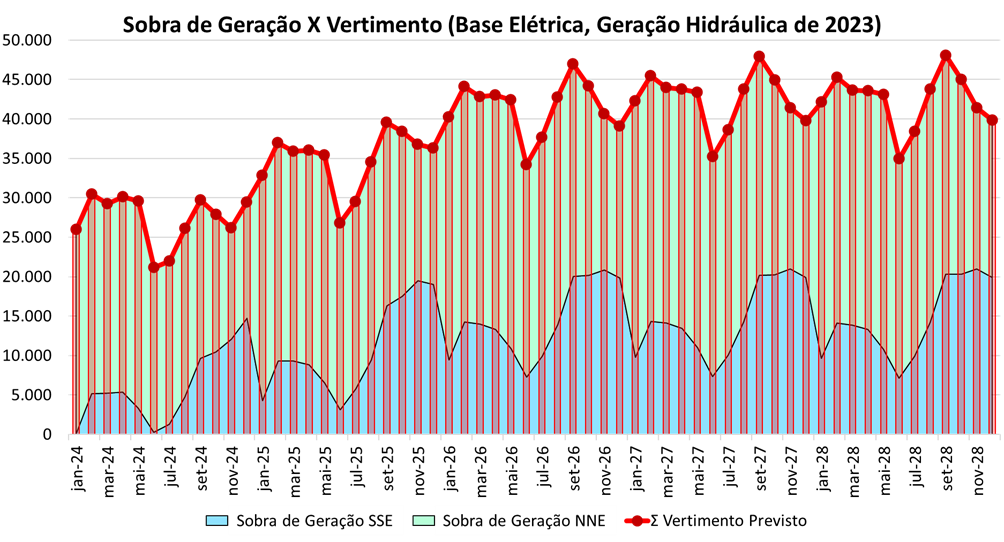 Sobra de Geração X Vertimento (Base Elétrica, Geração Hidráulica de 2023)
50.000
45.000
40.000
35.000
30.000
25.000
20.000
15.000
10.000
5.000
0
jan-24
mar-24
mai-24
jul-24
set-24
nov-24
jan-25
mar-25
mai-25
jul-25
set-25
nov-25
jan-26
mar-26
mai-26
jul-26
set-26
nov-26
jan-27
mar-27
mai-27
jul-27
set-27
nov-27
jan-28
mar-28
mai-28
jul-28
set-28
nov-28
Sobra de Geração SSE
Sobra de Geração NNE
Σ Vertimento Previsto